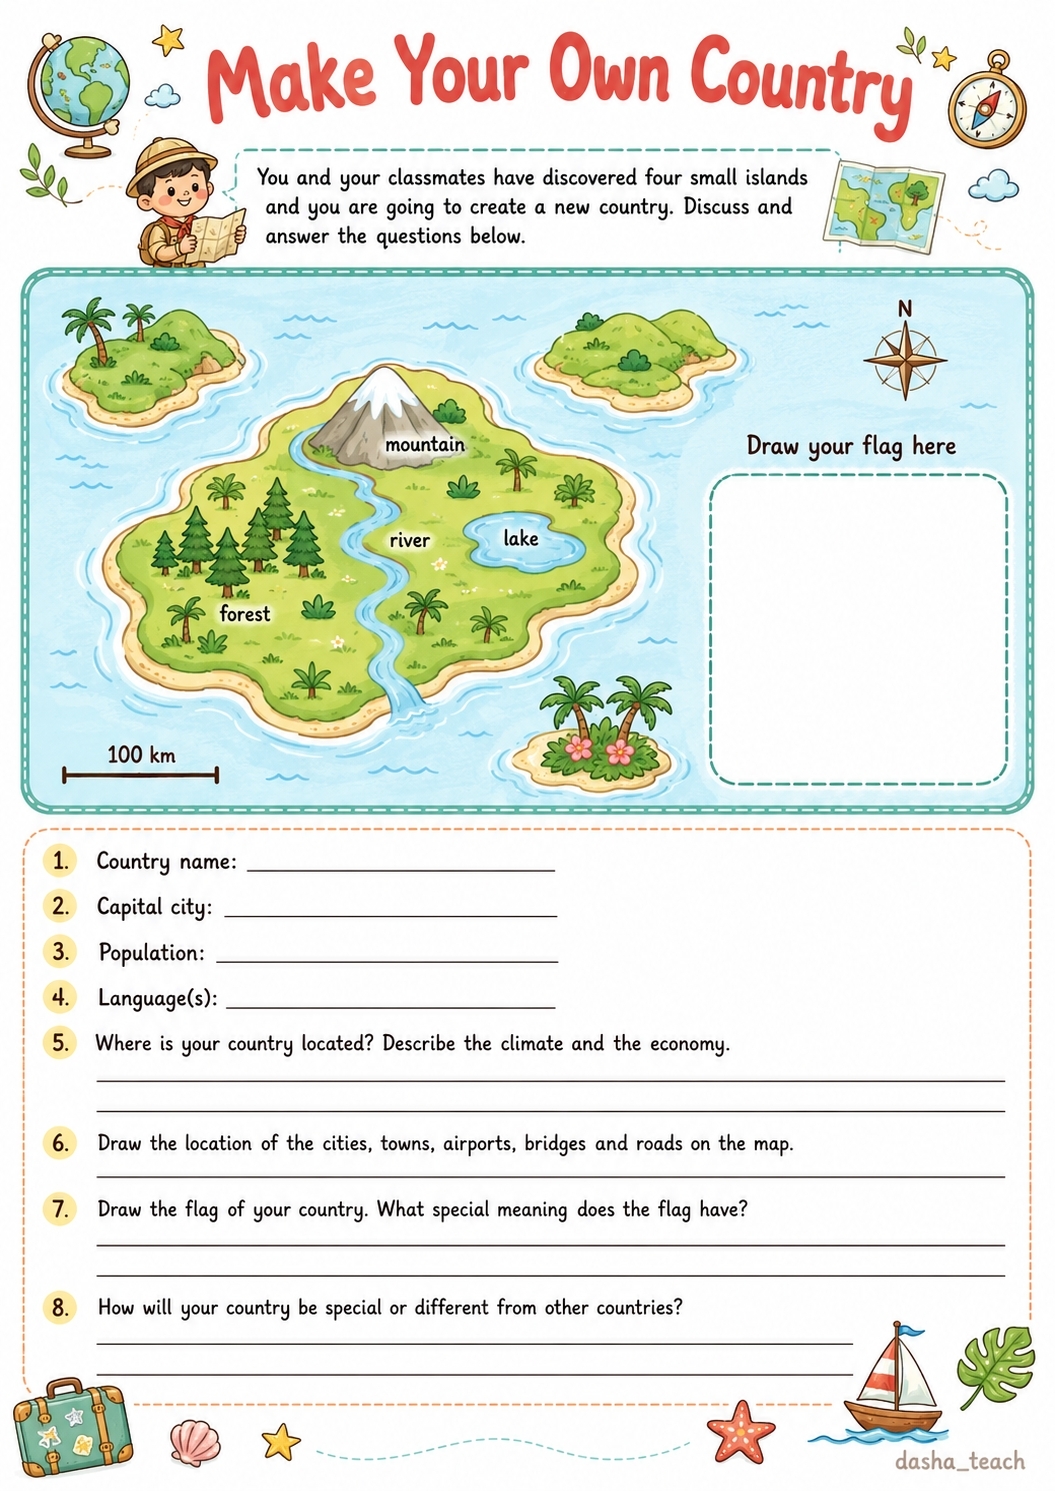 Make Your Own Country
You and your classmates have discovered four small islands
and you are going to create a new country. Discuss and
answer the questions below.
N
mountain
Draw your flag here
river
lake
forest
100 km
1. Country name:
2. Capital city:
3. Population:
4. Language(s):
5. Where is your country located? Describe the climate and the economy.
6. Draw the location of the cities, towns, airports, bridges and roads on the map.
7. Draw the flag of your country. What special meaning does the flag have?
8. How will your country be special or different from other countries?
dasha_teach